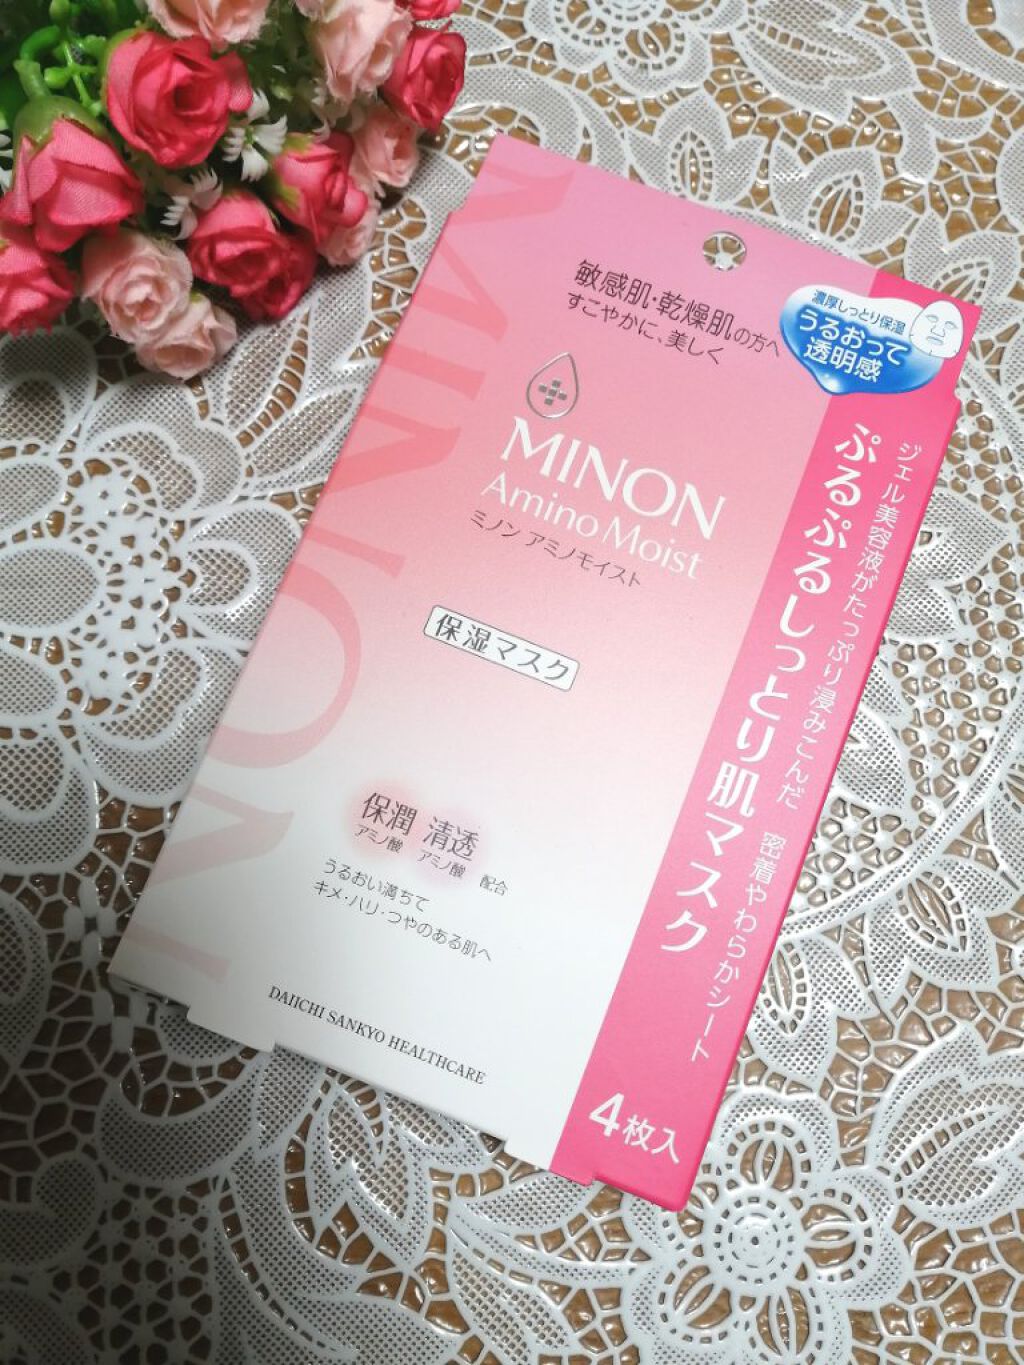 敏感肌・乾燥肌の方へ
すこやかに、美しく
濃厚しっとり保湿
うるおって
透明感
MINON
Amino Moist
ミノン アミノモイスト
保湿マスク
MINON
ジェル美容液がたっぷり浸みこんだ 密着やわらかシート
ぷるぷるしっとり肌マスク
保潤 清透
アミノ酸 アミノ酸 配合
うるおい満ちて
キメ・ハリ・つやのある肌へ
DAIICHI SANKYO HEALTHCARE
4枚入